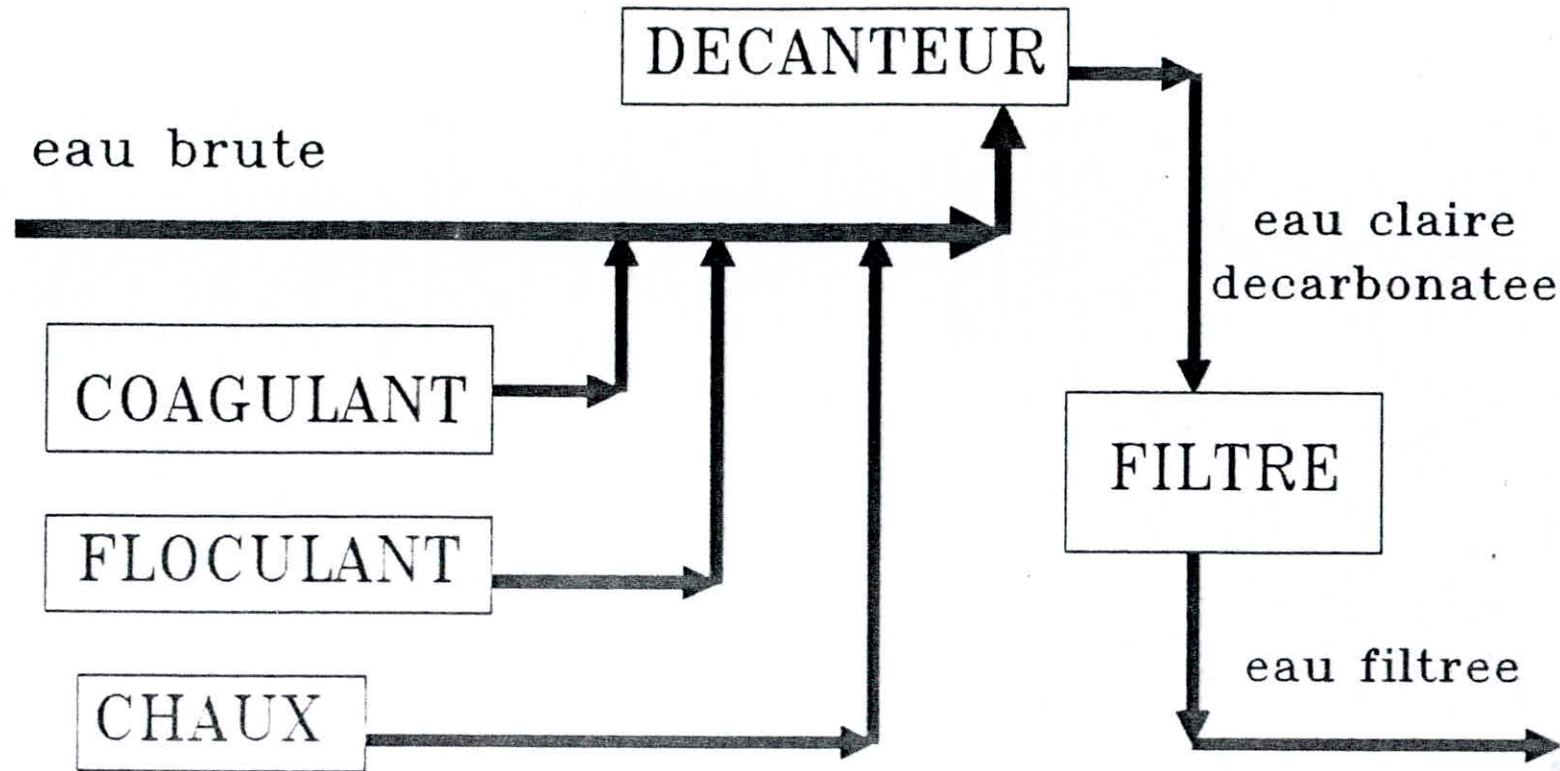 DECANTEUR
eau brute
eau claire
decarbonatee
COAGULANT
FILTRE
FLOCULANT
eau filtree
CHAUX